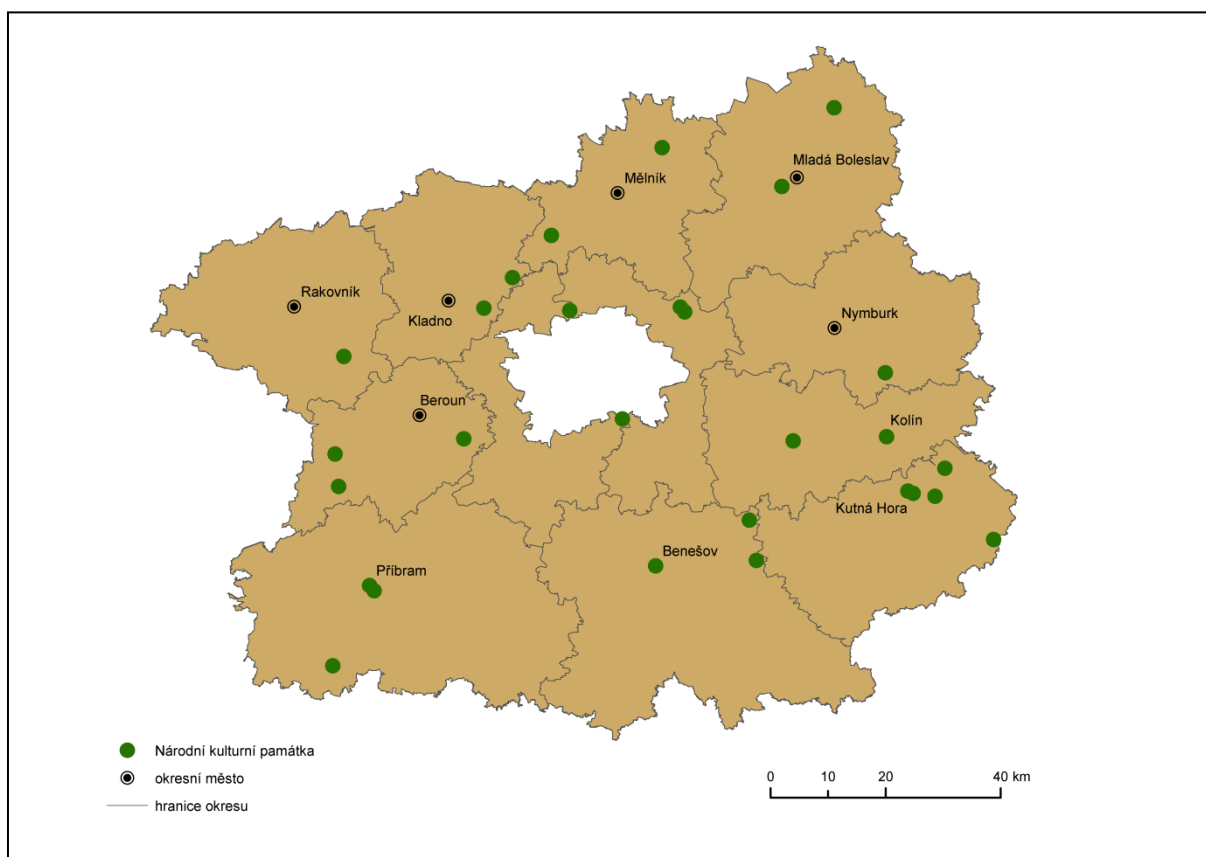 Mladá Boleslav
Mělník
Rakovník
Kladno
Nymburk
Beroun
Kolín
Kutná Hora
Benešov
Příbram
Národní kulturní památka
okresní město
hranice okresu
0 10 20 40 km